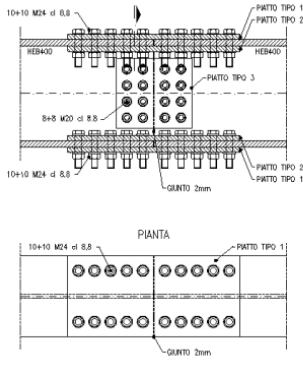 10+10 M24 cl 8,8
PIATTO TIPO 1
PIATTO TIPO 2
HEB400
HEB400
PIATTO TIPO 3
8+8 M20 cl 8.8
PIATTO TIPO 2
PIATTO TIPO 1
10+10 M24 cl 8,8
GIUNTO 2mm
PIANTA
10+10 M24 cl 8,8
PIATTO TIPO 1
GIUNTO 2mm